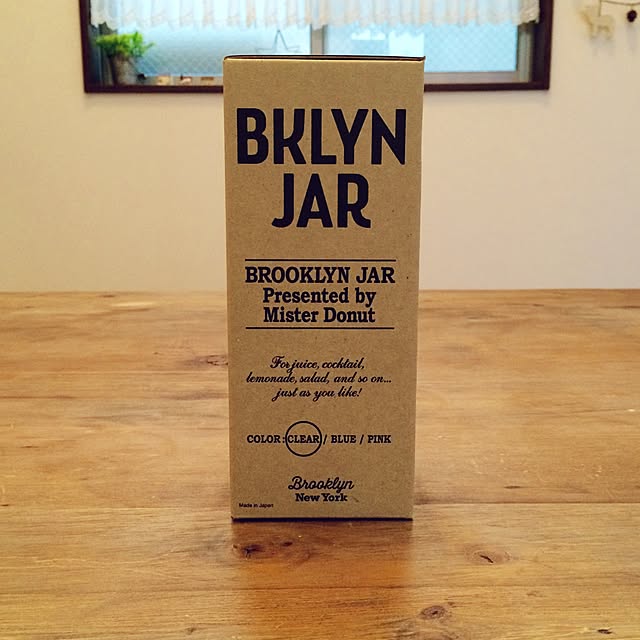 BKLYN
JAR
BROOKLYN JAR
Presented by
Mister Donut
For juice, cocktail,
lemonade, salad, and so on...
just as you like!
COLOR : CLEAR / BLUE / PINK
Brooklyn
New York
Made in Japan